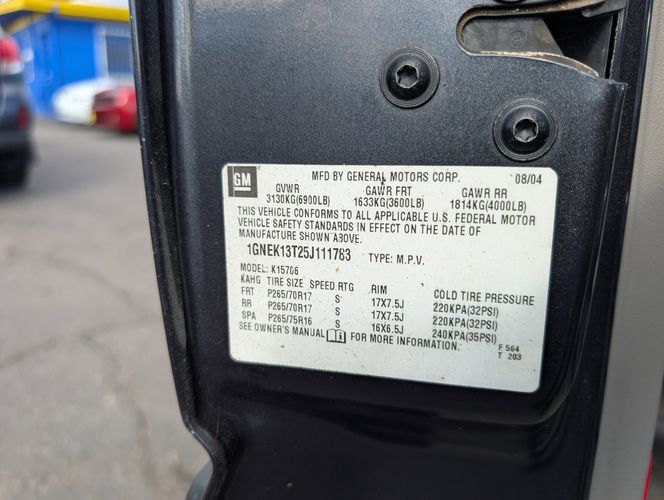 GM MFD BY GENERAL MOTORS CORP. 08/04
GVWR GAWR FRT GAWR RR
3130KG(6900LB) 1633KG(3600LB) 1814KG(4000LB)
THIS VEHICLE CONFORMS TO ALL APPLICABLE U.S. FEDERAL MOTOR
VEHICLE SAFETY STANDARDS IN EFFECT ON THE DATE OF
MANUFACTURE SHOWN ABOVE.
1GNEK13T25J111783 TYPE: M.P.V.
MODEL: K15706
KAHG TIRE SIZE SPEED RTG RIM COLD TIRE PRESSURE
FRT P265/70R17 S 17X7.5J 220KPA(32PSI)
RR P265/70R17 S 17X7.5J 220KPA(32PSI)
SPA P265/75R16 S 16X6.5J 240KPA(35PSI)
SEE OWNER'S MANUAL FOR MORE INFORMATION.
F 564
T 203